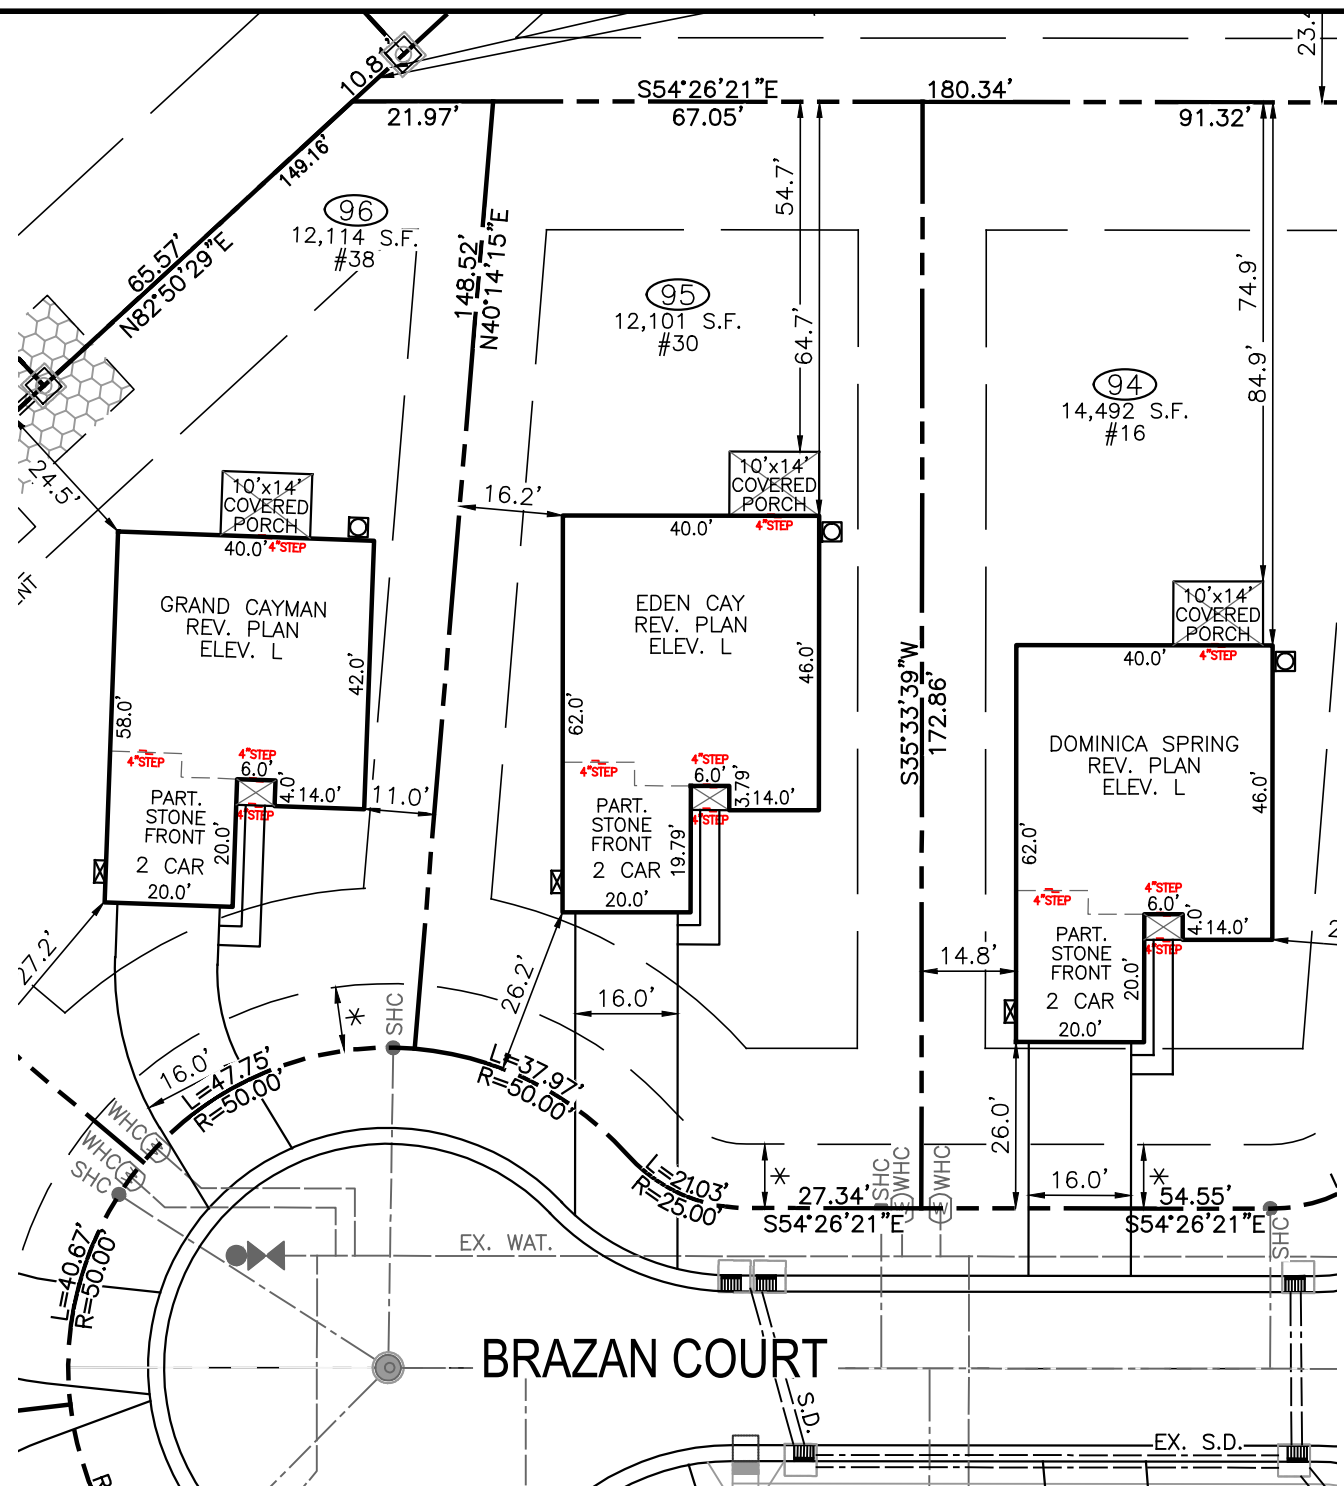 10.8'
S54°26'21"E
180.34'
23.
21.97'
67.05'
91.32'
149.16'
54.7'
96
12,114 S.F.
#38
65.57'
N82°50'29"E
148.52'
N40°14'15"E
95
12,101 S.F.
#30
64.7'
74.9'
84.9'
94
14,492 S.F.
#16
24.5'
10'x14'
COVERED
PORCH
40.0'
4"STEP
16.2'
10'x14'
COVERED
PORCH
40.0'
4"STEP
10'x14'
COVERED
PORCH
40.0'
4"STEP
GRAND CAYMAN
REV. PLAN
ELEV. L
42.0'
58.0'
4"STEP
4"STEP
6.0'
4.0'
14.0'
4"STEP
11.0'
PART.
STONE
FRONT
2 CAR
20.0'
20.0'
27.2'
EDEN CAY
REV. PLAN
ELEV. L
46.0'
62.0'
4"STEP
4"STEP
6.0'
3.79'
14.0'
4"STEP
PART.
STONE
FRONT
2 CAR
19.79'
20.0'
26.2'
16.0'
S35°33'39"W
172.86'
DOMINICA SPRING
REV. PLAN
ELEV. L
46.0'
62.0'
4"STEP
4"STEP
6.0'
4.0'
14.0'
4"STEP
PART.
STONE
FRONT
2 CAR
20.0'
20.0'
14.8'
2
26.0'
16.0'
*
SHC
16.0'
L=47.75'
R=50.00'
L=37.97'
R=50.00'
WHC
WHC
SHC
L=21.03'
R=25.00'
*
27.34'
S54°26'21"E
SHC
WHC
WHC
*
54.55'
S54°26'21"E
SHC
L=40.67'
R=50.00'
EX. WAT.
BRAZAN COURT
S.D.
EX. S.D.
R